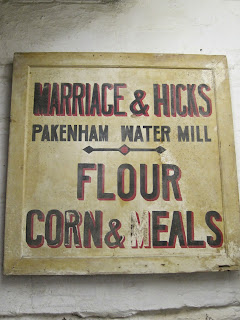 MARRIAGE & HICKS
PAKENHAM WATER MILL
FLOUR
CORN & MEALS